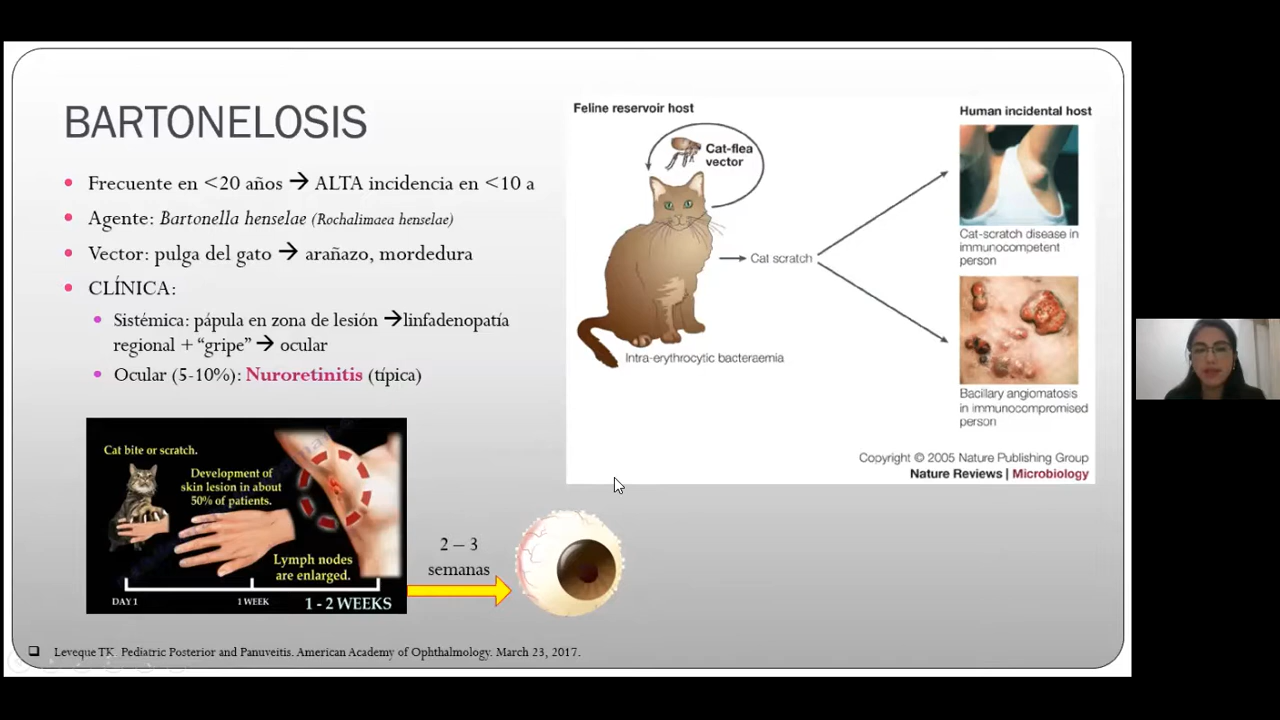 BARTONELOSIS
Frecuente en <20 años → ALTA incidencia en <10 a
Agente: Bartonella henselae (Rochalimaea henselae)
Vector: pulga del gato → arañazo, mordedura
CLÍNICA:
Sistémica: pápula en zona de lesión →linfadenopatía
regional + “gripe” → ocular
Ocular (5-10%): Nuroretinitis (típica)
Feline reservoir host
Cat-flea
vector
Cat scratch
Intra-erythrocytic bacteraemia
Human incidental host
Cat-scratch disease in
immunocompetent
person
Bacillary angiomatosis
in immunocompromised
person
Copyright © 2005 Nature Publishing Group
Nature Reviews | Microbiology
Cat bite or scratch.
Development of
skin lesion in about
50% of patients.
Lymph nodes
are enlarged.
DAY 1
1 WEEK
1 - 2 WEEKS
2 – 3
semanas
Leveque TK. Pediatric Posterior and Panuveitis. American Academy of Ophthalmology. March 23, 2017.